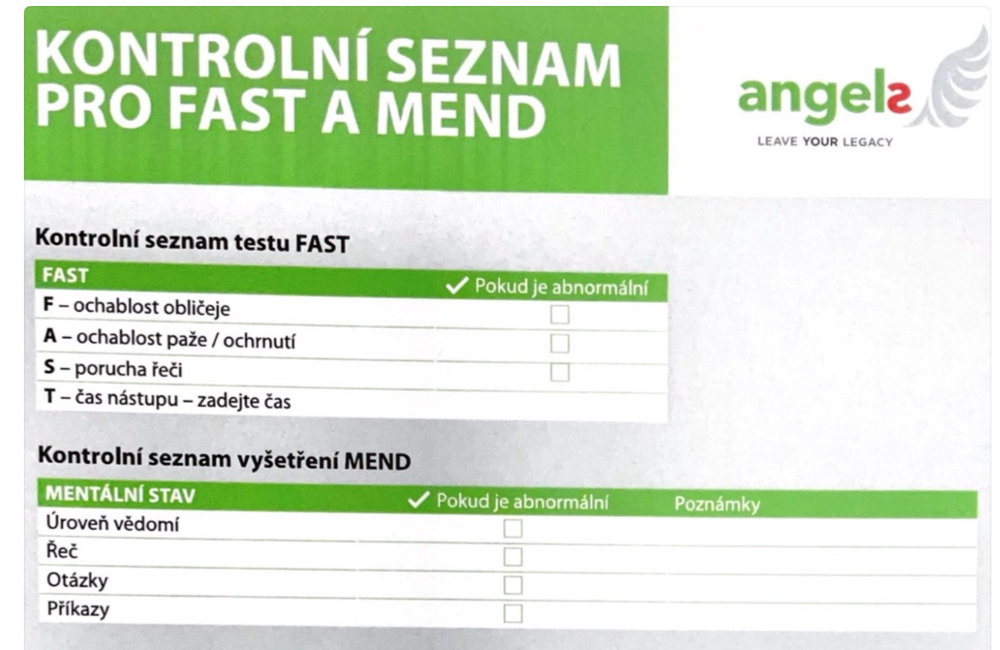 KONTROLNÍ SEZNAM
PRO FAST A MEND
angels
LEAVE YOUR LEGACY
Kontrolní seznam testu FAST
FAST ✓ Pokud je abnormální
F – ochablost obličeje
A – ochablost paže / ochrnutí
S – porucha řeči
T – čas nástupu – zadejte čas
Kontrolní seznam vyšetření MEND
MENTÁLNÍ STAV ✓ Pokud je abnormální Poznámky
Úroveň vědomí
Řeč
Otázky
Příkazy